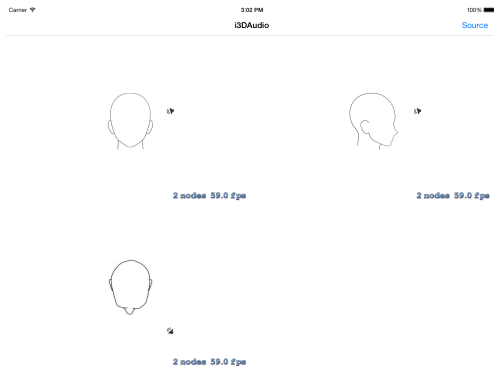 Carrier 3:02 PM 100%
i3DAudio Source
2 nodes 59.0 fps 2 nodes 59.0 fps
2 nodes 59.0 fps